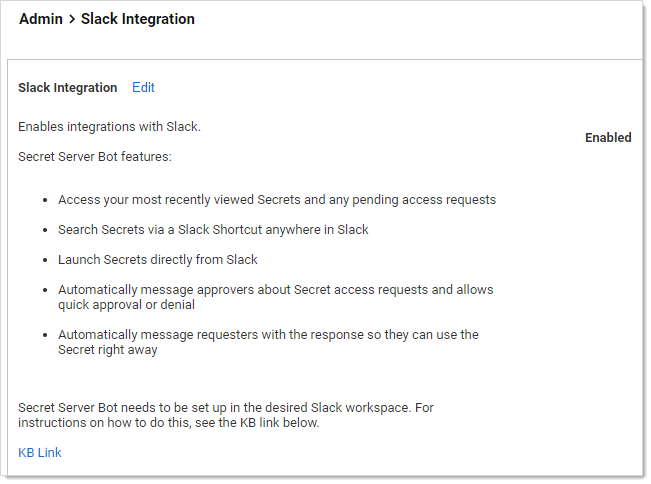 Admin > Slack Integration
Slack Integration Edit
Enables integrations with Slack.
Enabled
Secret Server Bot features:
• Access your most recently viewed Secrets and any pending access requests
• Search Secrets via a Slack Shortcut anywhere in Slack
• Launch Secrets directly from Slack
• Automatically message approvers about Secret access requests and allows
quick approval or denial
• Automatically message requesters with the response so they can use the
Secret right away
Secret Server Bot needs to be set up in the desired Slack workspace. For
instructions on how to do this, see the KB link below.
KB Link